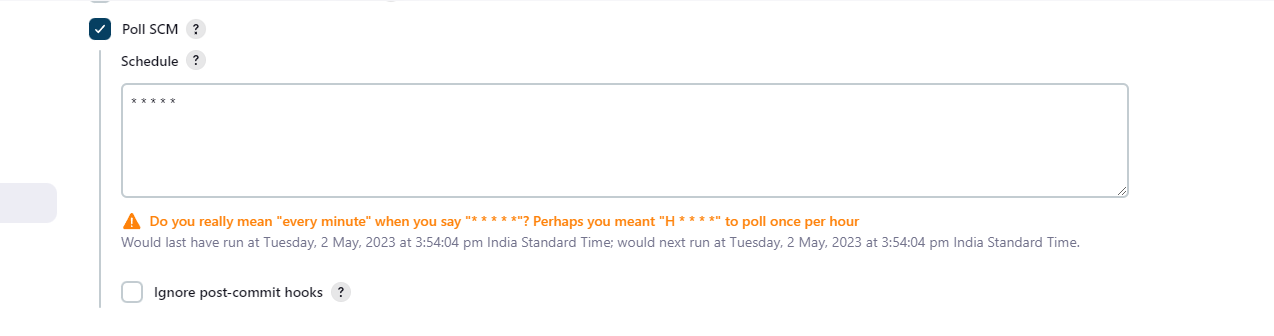 Poll SCM ?
Schedule ?
* * * * *
Do you really mean "every minute" when you say "* * * * *"? Perhaps you meant "H * * * *" to poll once per hour
Would last have run at Tuesday, 2 May, 2023 at 3:54:04 pm India Standard Time; would next run at Tuesday, 2 May, 2023 at 3:54:04 pm India Standard Time.
Ignore post-commit hooks ?